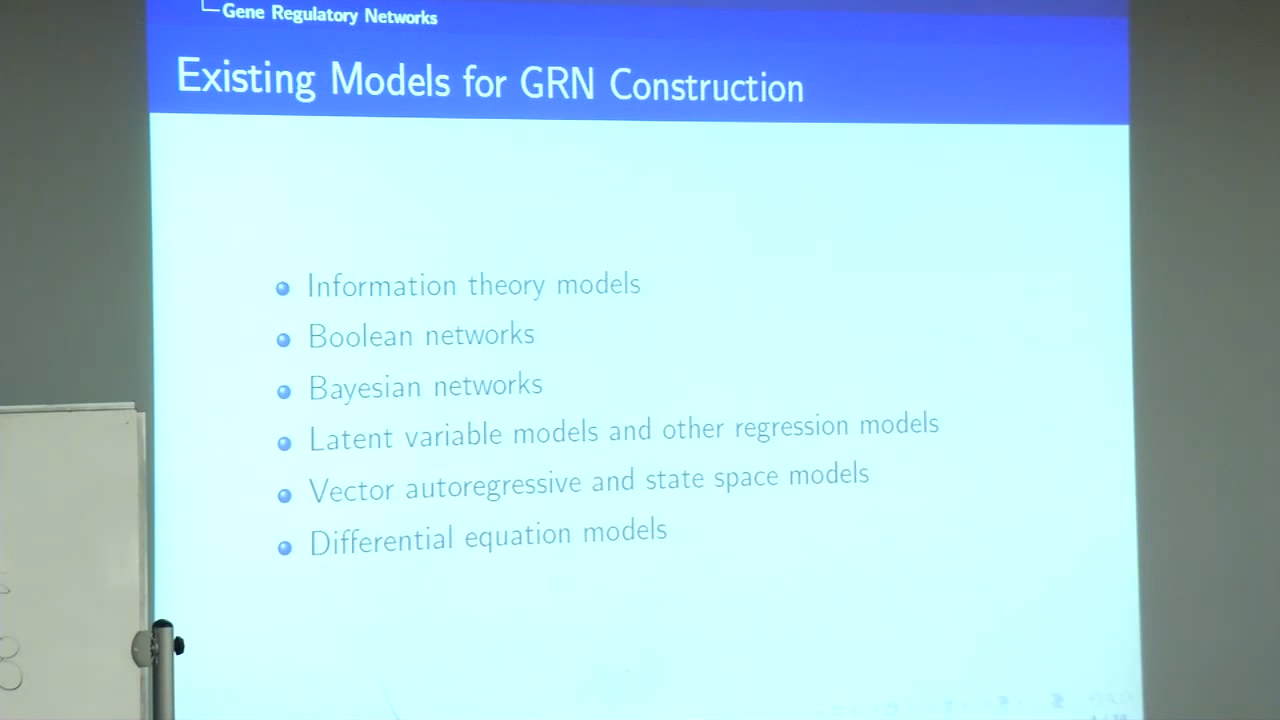 Gene Regulatory Networks
Existing Models for GRN Construction
Information theory models
Boolean networks
Bayesian networks
Latent variable models and other regression models
Vector autoregressive and state space models
Differential equation models